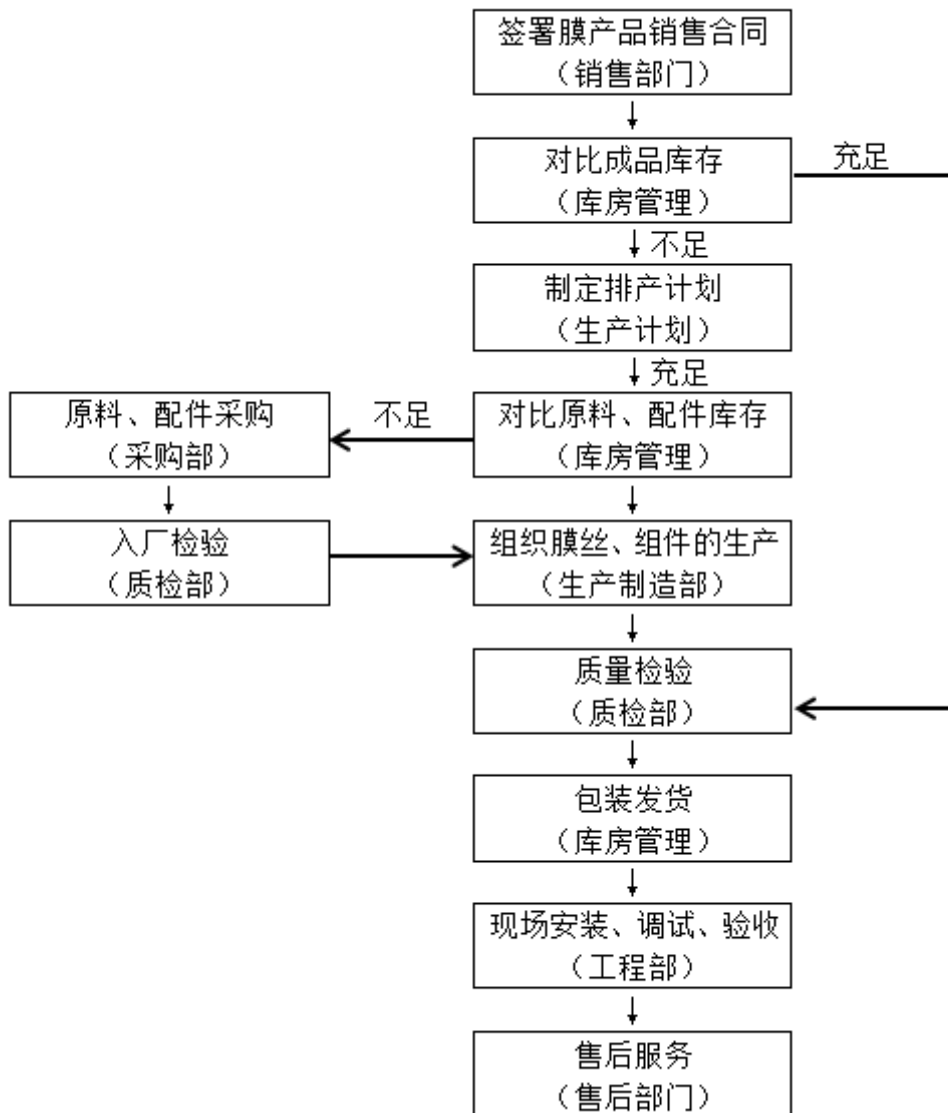 签署膜产品销售合同
（销售部门）
对比成品库存
（库房管理）
充足
不足
制定排产计划
（生产计划）
充足
原料、配件采购
（采购部）
不足
对比原料、配件库存
（库房管理）
入厂检验
（质检部）
组织膜丝、组件的生产
（生产制造部）
质量检验
（质检部）
包装发货
（库房管理）
现场安装、调试、验收
（工程部）
售后服务
（售后部门）